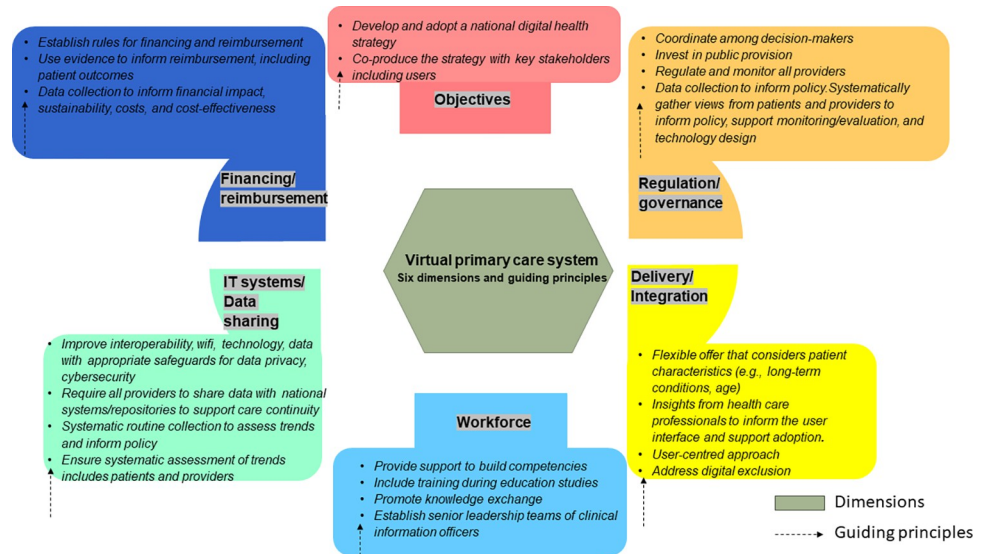 • Establish rules for financing and reimbursement
• Use evidence to inform reimbursement, including
patient outcomes
• Data collection to inform financial impact,
sustainability, costs, and cost-effectiveness
Financing/
reimbursement
• Develop and adopt a national digital health
strategy
• Co-produce the strategy with key stakeholders
including users
Objectives
• Coordinate among decision-makers
• Invest in public provision
• Regulate and monitor all providers
• Data collection to inform policy.Systematically
gather views from patients and providers to
inform policy, support monitoring/evaluation, and
technology design
Regulation/
governance
Virtual primary care system
Six dimensions and guiding principles
IT systems/
Data
sharing
• Improve interoperability, wifi, technology, data
with appropriate safeguards for data privacy,
cybersecurity
• Require all providers to share data with national
systems/repositories to support care continuity
• Systematic routine collection to assess trends
and inform policy
• Ensure systematic assessment of trends
includes patients and providers
Workforce
• Provide support to build competencies
• Include training during education studies
• Promote knowledge exchange
• Establish senior leadership teams of clinical
information officers
Delivery/
Integration
• Flexible offer that considers patient
characteristics (e.g., long-term
conditions, age)
• Insights from health care
professionals to inform the user
interface and support adoption.
• User-centred approach
• Address digital exclusion
Dimensions
Guiding principles